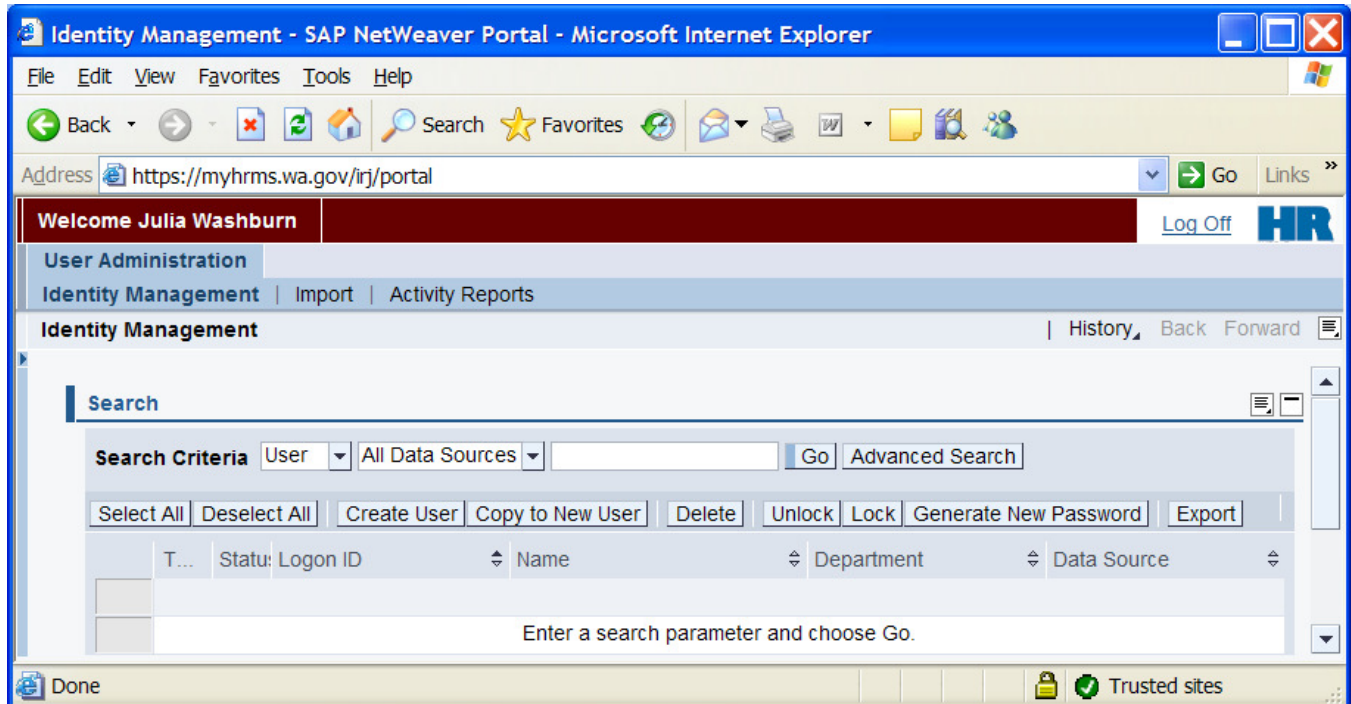 Identity Management - SAP NetWeaver Portal - Microsoft Internet Explorer
File Edit View Favorites Tools Help
Back Search Favorites W
Address https://myhrms.wa.gov/irj/portal Go Links »
Welcome Julia Washburn Log Off HR
User Administration
Identity Management | Import | Activity Reports
Identity Management | History Back Forward
Search
Search Criteria User All Data Sources Go Advanced Search
Select All Deselect All Create User Copy to New User Delete Unlock Lock Generate New Password Export
T... Status Logon ID Name Department Data Source
Enter a search parameter and choose Go.
Done Trusted sites